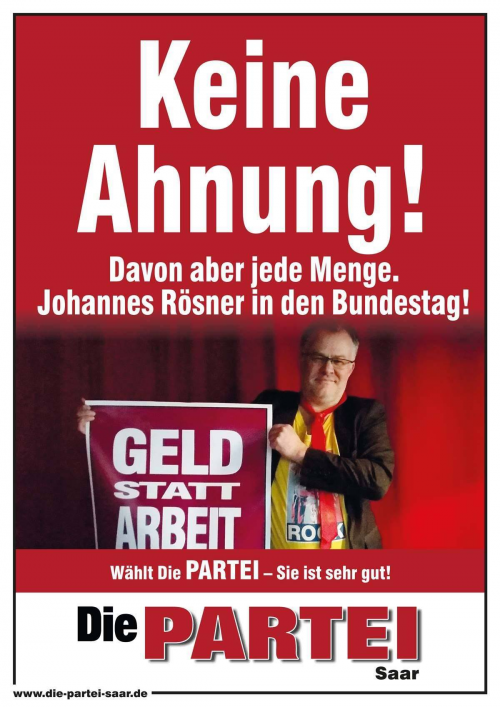 Keine
Ahnung!
Davon aber jede Menge.
Johannes Rösner in den Bundestag!
GELD
STATT
ARBEIT
ROCK
Wählt Die PARTEI – Sie ist sehr gut!
Die PARTEI
Saar
www.die-partei-saar.de